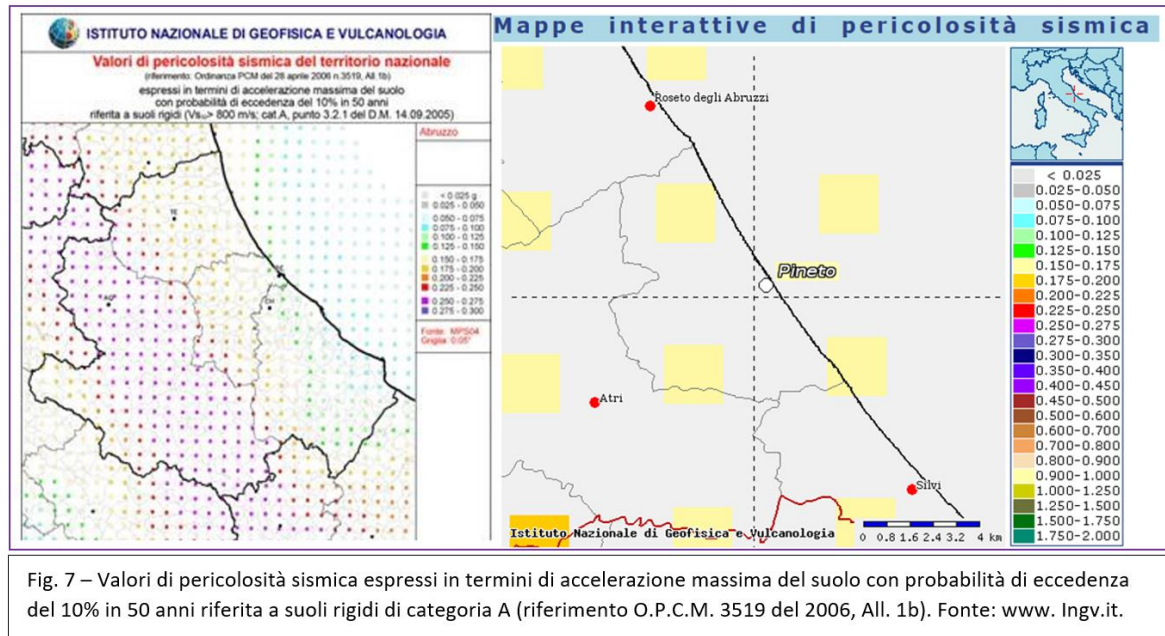 ISTITUTO NAZIONALE DI GEOFISICA E VULCANOLOGIA
Valori di pericolosità sismica del territorio nazionale
(riferimento: Ordinanza PCM del 28 aprile 2006 n.3519, All. 1b)
espressi in termini di accelerazione massima del suolo
con probabilità di eccedenza del 10% in 50 anni
riferita a suoli rigidi (Vs₃₀> 800 m/s; cat.A, punto 3.2.1 del D.M. 14.09.2005)
Abruzzo
< 0.025 g
0.025 - 0.050
0.050 - 0.075
0.075 - 0.100
0.100 - 0.125
0.125 - 0.150
0.150 - 0.175
0.175 - 0.200
0.200 - 0.225
0.225 - 0.250
0.250 - 0.275
0.275 - 0.300
Fonte: MPS04
Griglia: 0.05°
TE
AQ
CH
Mappe interattive di pericolosità sismica
Roseto degli Abruzzi
Pineto
Atri
Silvi
Istituto Nazionale di Geofisica e Vulcanologia
0 0.8 1.6 2.4 3.2 4 km
< 0.025
0.025-0.050
0.050-0.075
0.075-0.100
0.100-0.125
0.125-0.150
0.150-0.175
0.175-0.200
0.200-0.225
0.225-0.250
0.250-0.275
0.275-0.300
0.300-0.350
0.350-0.400
0.400-0.450
0.450-0.500
0.500-0.600
0.600-0.700
0.700-0.800
0.800-0.900
0.900-1.000
1.000-1.250
1.250-1.500
1.500-1.750
1.750-2.000
Fig. 7 – Valori di pericolosità sismica espressi in termini di accelerazione massima del suolo con probabilità di eccedenza
del 10% in 50 anni riferita a suoli rigidi di categoria A (riferimento O.P.C.M. 3519 del 2006, All. 1b). Fonte: www. Ingv.it.